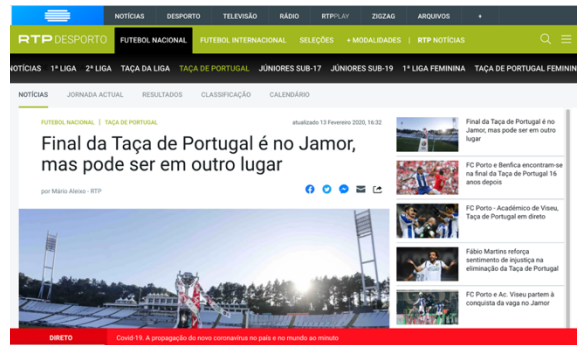 NOTÍCIAS DESPORTO TELEVISÃO RÁDIO RTPPLAY ZIGZAG ARQUIVOS +
RTP DESPORTO FUTEBOL NACIONAL FUTEBOL INTERNACIONAL SELEÇÕES + MODALIDADES | RTP NOTÍCIAS
NOTÍCIAS 1ª LIGA 2ª LIGA TAÇA DA LIGA TAÇA DE PORTUGAL JÚNIORES SUB-17 JÚNIORES SUB-19 1ª LIGA FEMININA TAÇA DE PORTUGAL FEMININ
NOTÍCIAS JORNADA ACTUAL RESULTADOS CLASSIFICAÇÃO CALENDÁRIO
FUTEBOL NACIONAL | TAÇA DE PORTUGAL
atualizado 13 Fevereiro 2020, 16:32
Final da Taça de Portugal é no Jamor,
mas pode ser em outro lugar
por Mário Aleixo - RTP
Final da Taça de Portugal é no
Jamor, mas pode ser em outro
lugar
FC Porto e Benfica encontram-se
na final da Taça de Portugal 16
anos depois
FC Porto - Académico de Viseu,
Taça de Portugal em direto
Fábio Martins reforça
sentimento de injustiça na
eliminação da Taça de Portugal
FC Porto e Ac. Viseu partem à
conquista da vaga no Jamor
DIRETO Covid-19. A propagação do novo coronavírus no país e no mundo ao minuto